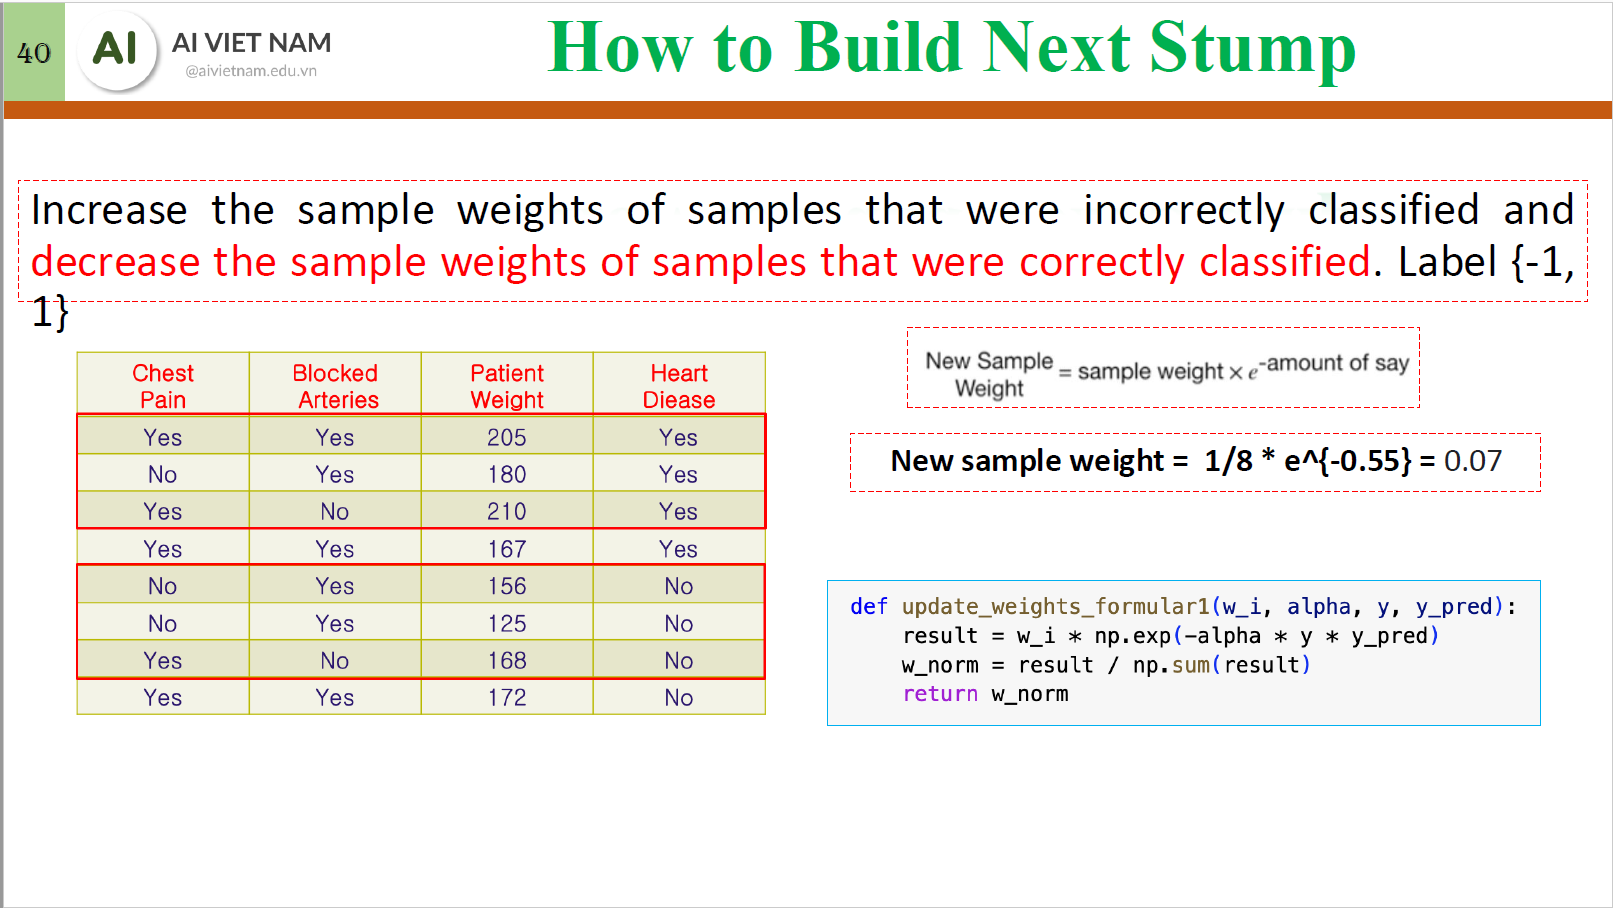 40
AI
AI VIET NAM
@aivietnam.edu.vn
How to Build Next Stump
Increase the sample weights of samples that were incorrectly classified and
decrease the sample weights of samples that were correctly classified. Label {-1,
1}
Chest Pain Blocked Arteries Patient Weight Heart Diease
Yes Yes 205 Yes
No Yes 180 Yes
Yes No 210 Yes
Yes Yes 167 Yes
No Yes 156 No
No Yes 125 No
Yes No 168 No
Yes Yes 172 No
New Sample Weight = sample weight × e^-amount of say
New sample weight = 1/8 * e^{-0.55} = 0.07
def update_weights_formular1(w_i, alpha, y, y_pred):
    result = w_i * np.exp(-alpha * y * y_pred)
    w_norm = result / np.sum(result)
    return w_norm